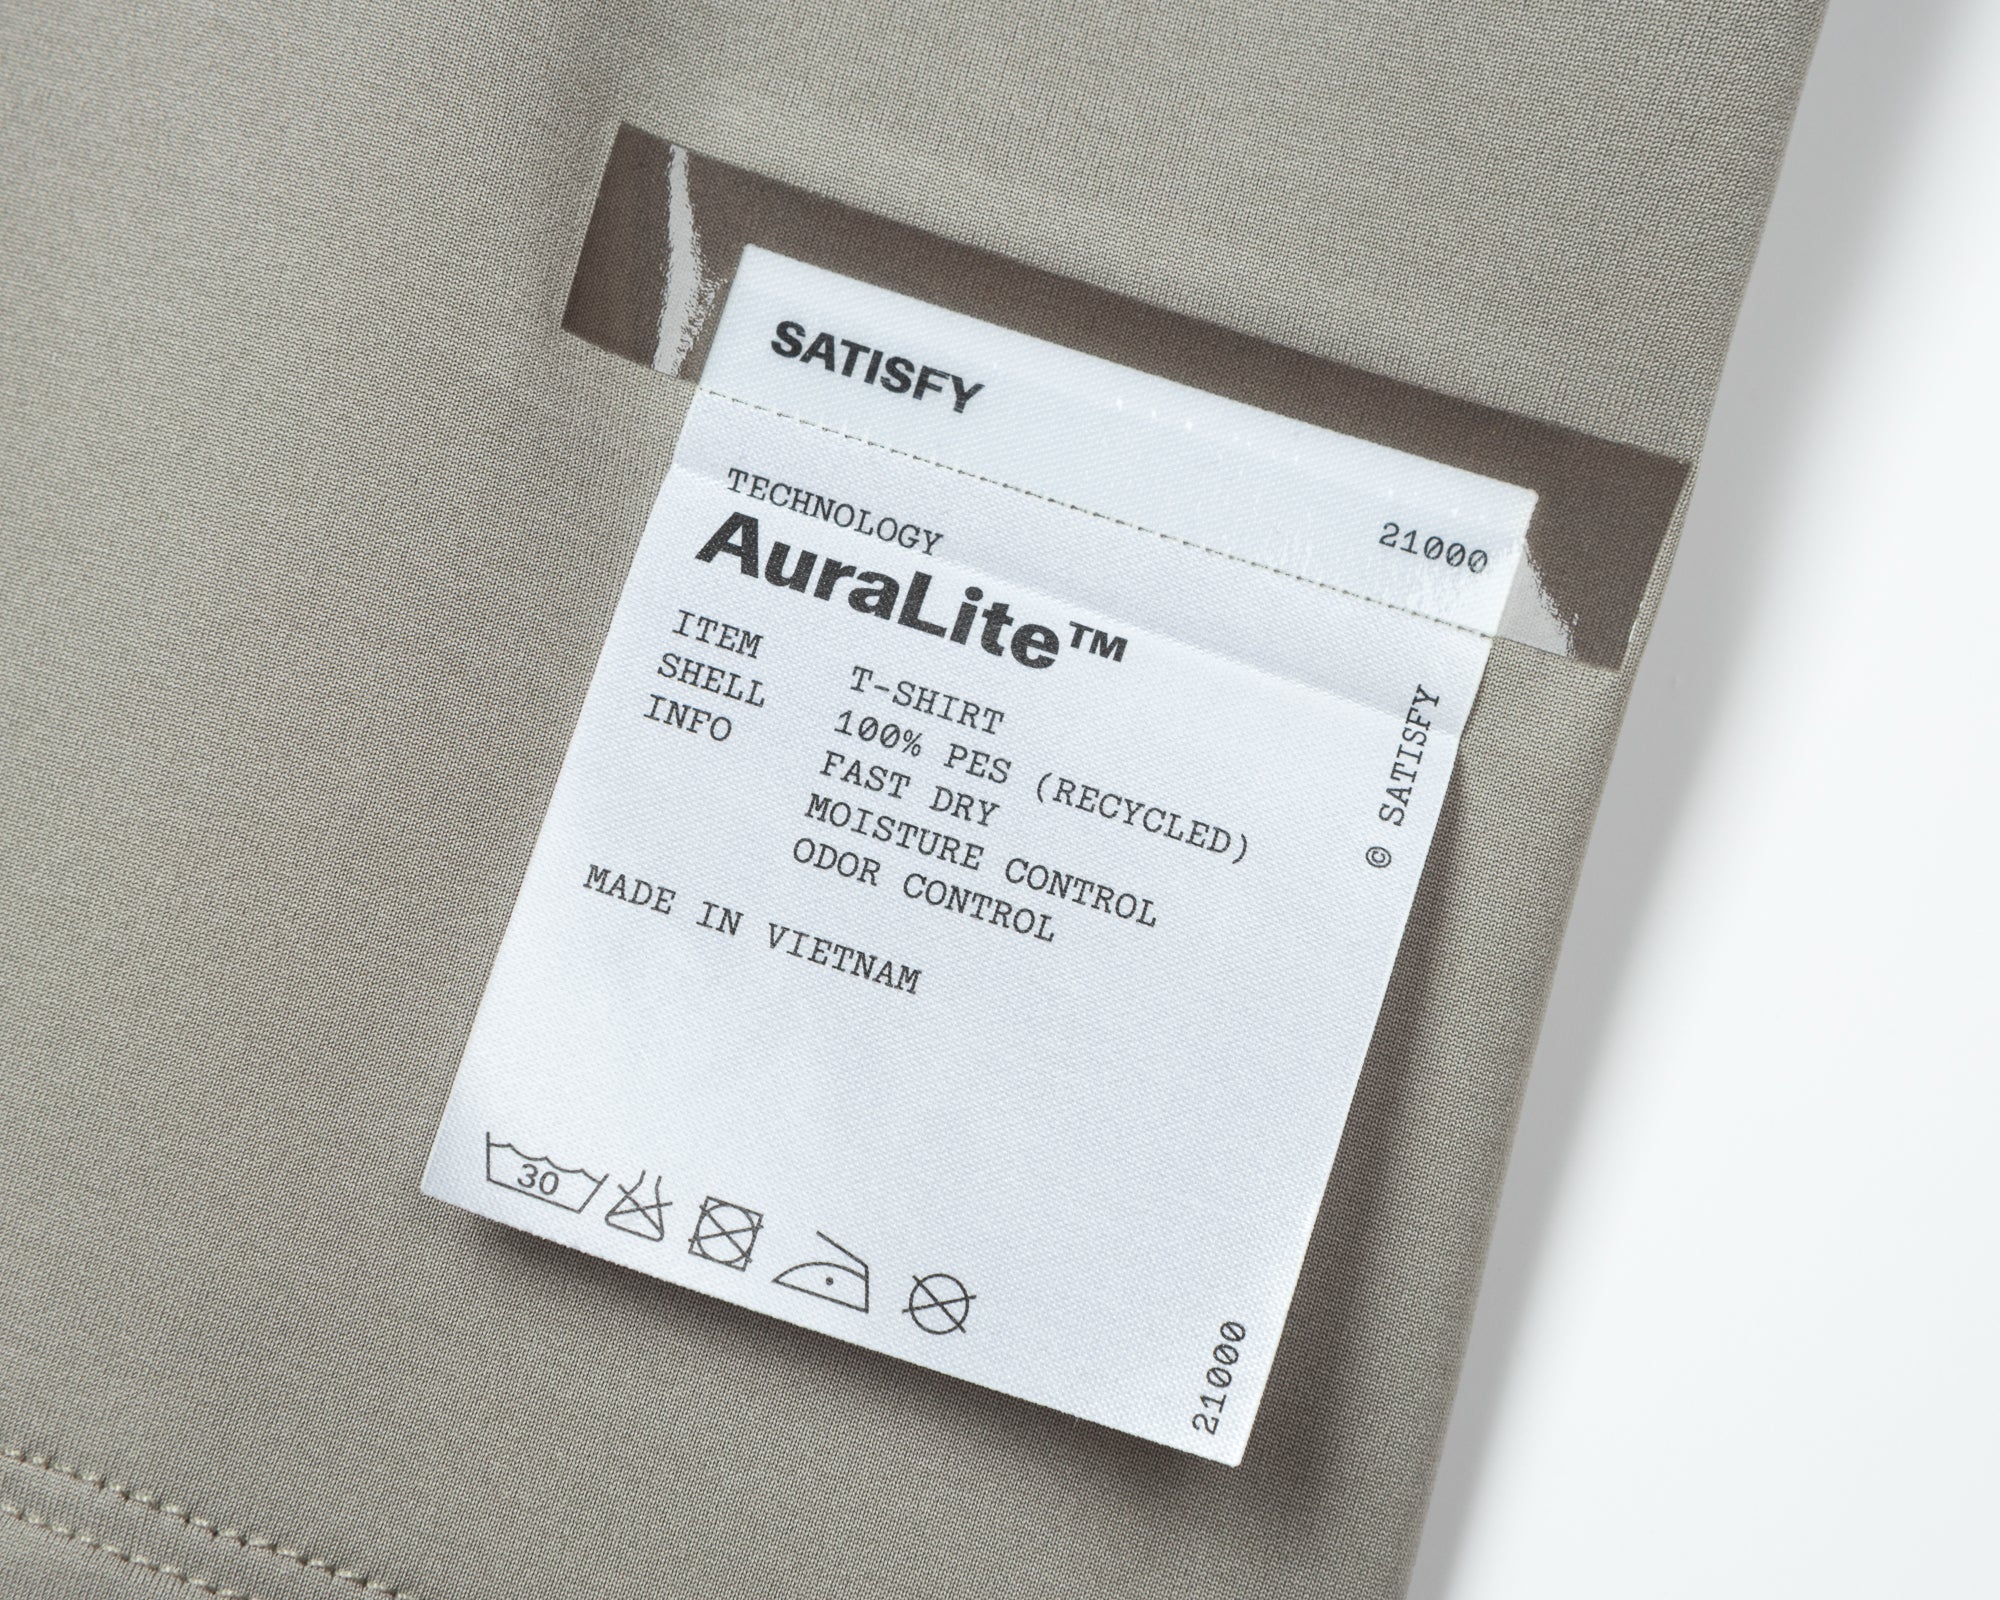 SATISFY
21000
TECHNOLOGY
AuraLite™
ITEM T-SHIRT
SHELL 100% PES (RECYCLED)
INFO FAST DRY
MOISTURE CONTROL
ODOR CONTROL
MADE IN VIETNAM
© SATISFY
30
21000